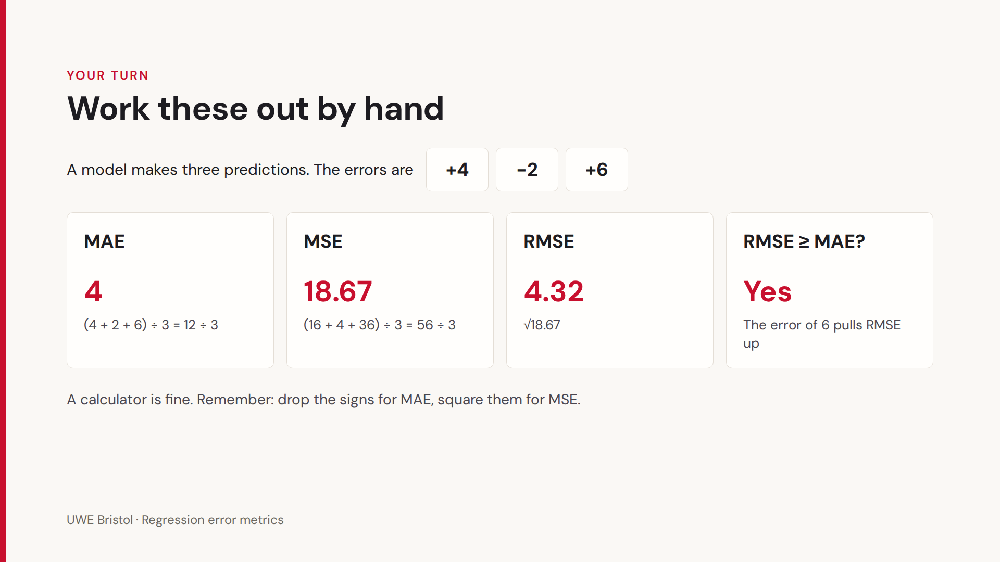 YOUR TURN
Work these out by hand
A model makes three predictions. The errors are +4 −2 +6
MAE
4
(4 + 2 + 6) ÷ 3 = 12 ÷ 3
MSE
18.67
(16 + 4 + 36) ÷ 3 = 56 ÷ 3
RMSE
4.32
√18.67
RMSE ≥ MAE?
Yes
The error of 6 pulls RMSE
up
A calculator is fine. Remember: drop the signs for MAE, square them for MSE.
UWE Bristol · Regression error metrics